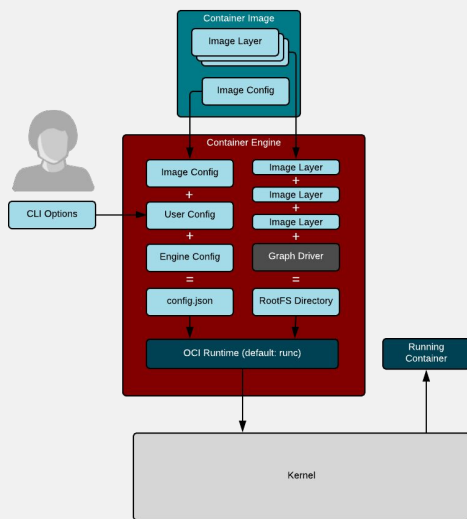 Container Image
Image Layer
Image Config
Container Engine
Image Config
+
User Config
+
Engine Config
=
config.json
Image Layer
+
Image Layer
+
Image Layer
+
Graph Driver
=
RootFS Directory
CLI Options
OCI Runtime (default: runc)
Running
Container
Kernel